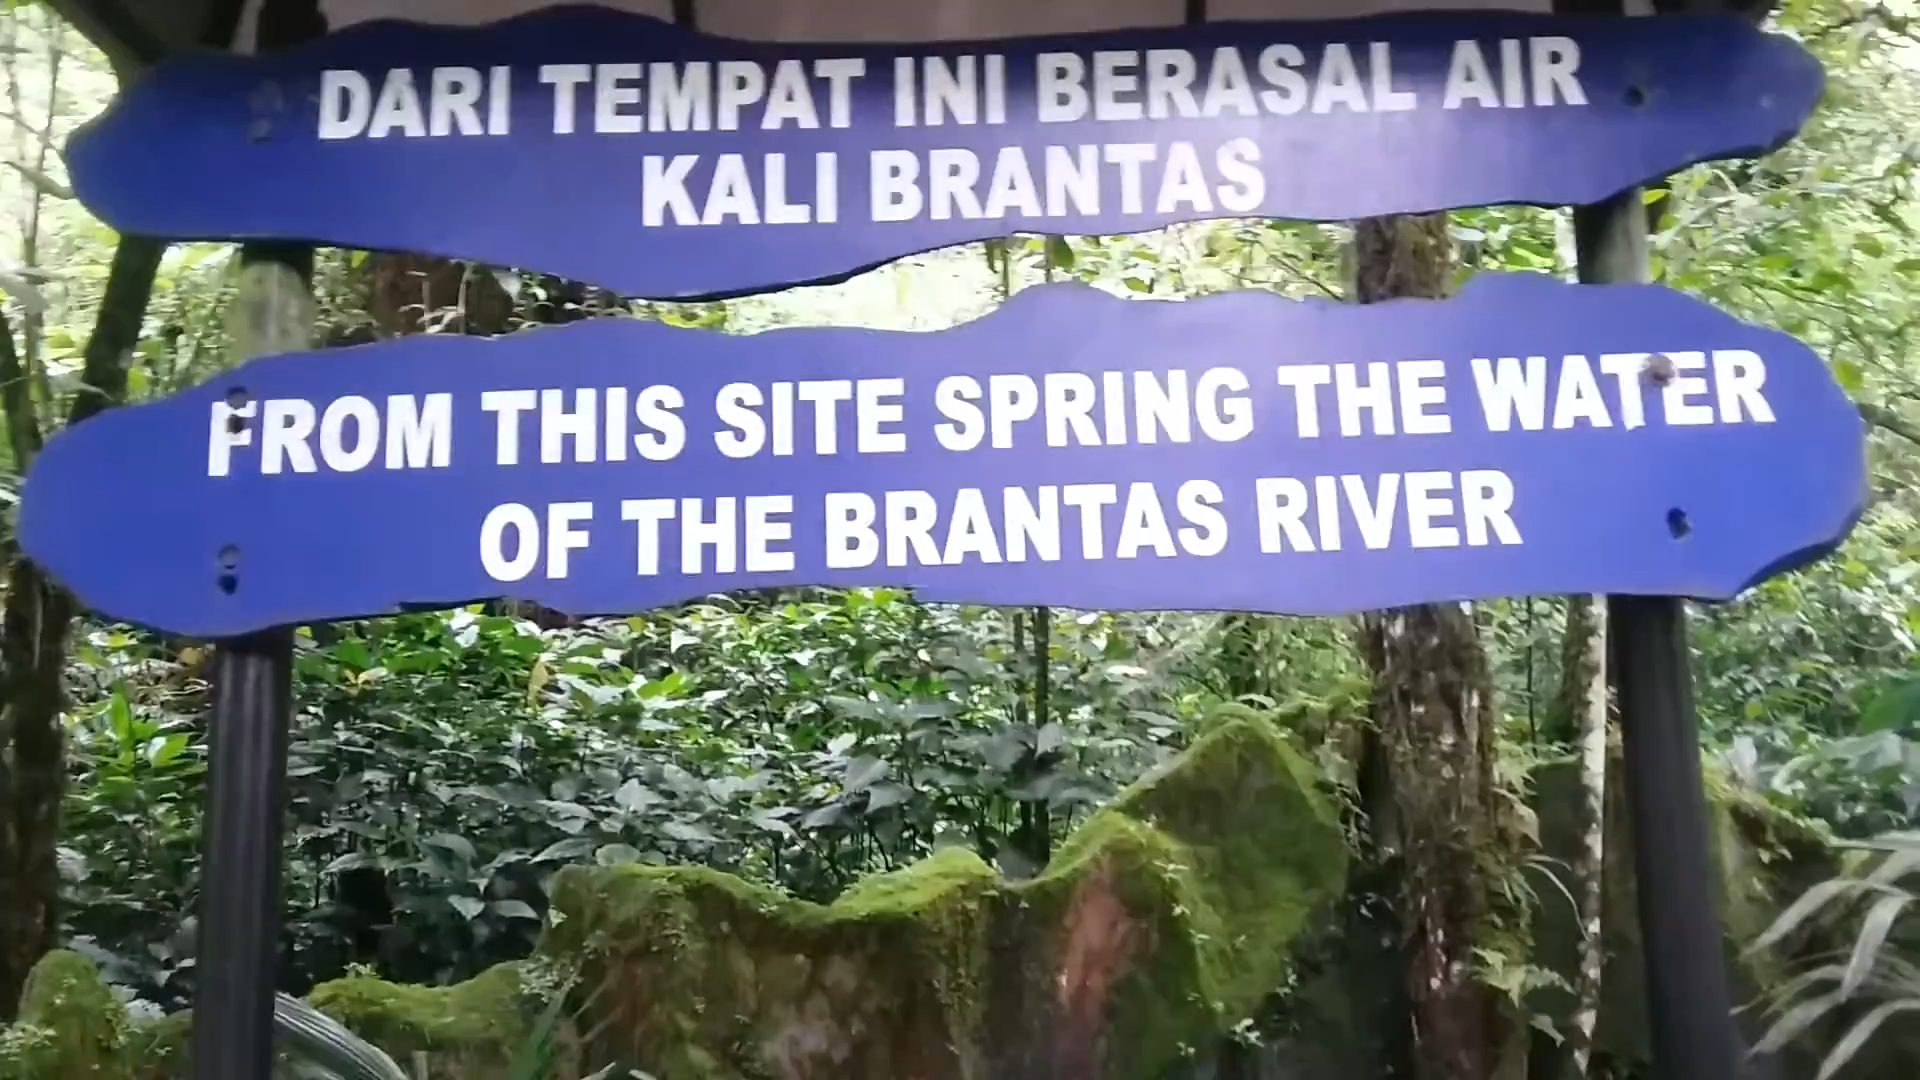 DARI TEMPAT INI BERASAL AIR
KALI BRANTAS
FROM THIS SITE SPRING THE WATER
OF THE BRANTAS RIVER